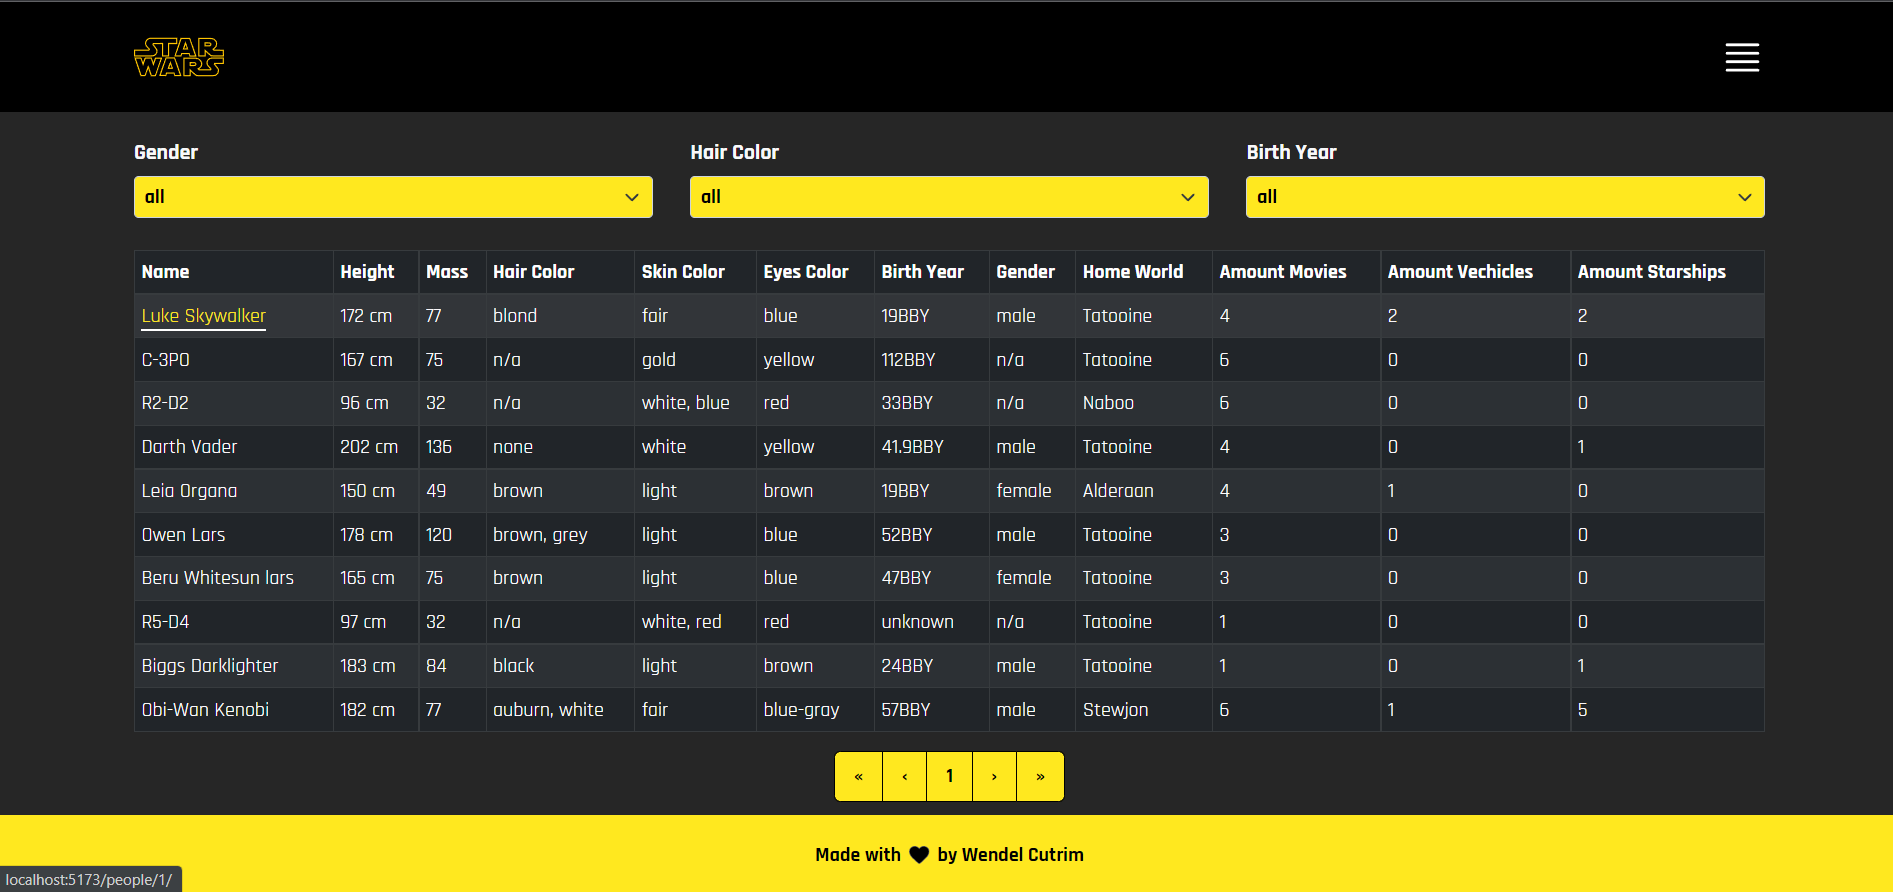 STAR
WARS
Gender Hair Color Birth Year
all all all
Name Height Mass Hair Color Skin Color Eyes Color Birth Year Gender Home World Amount Movies Amount Vechicles Amount Starships
Luke Skywalker 172 cm 77 blond fair blue 19BBY male Tatooine 4 2 2
C-3PO 167 cm 75 n/a gold yellow 112BBY n/a Tatooine 6 0 0
R2-D2 96 cm 32 n/a white, blue red 33BBY n/a Naboo 6 0 0
Darth Vader 202 cm 136 none white yellow 41.9BBY male Tatooine 4 0 1
Leia Organa 150 cm 49 brown light brown 19BBY female Alderaan 4 1 0
Owen Lars 178 cm 120 brown, grey light blue 52BBY male Tatooine 3 0 0
Beru Whitesun lars 165 cm 75 brown light blue 47BBY female Tatooine 3 0 0
R5-D4 97 cm 32 n/a white, red red unknown n/a Tatooine 1 0 0
Biggs Darklighter 183 cm 84 black light brown 24BBY male Tatooine 1 0 1
Obi-Wan Kenobi 182 cm 77 auburn, white fair blue-gray 57BBY male Stewjon 6 1 5
« ‹ 1 › »
Made with ♥ by Wendel Cutrim
localhost:5173/people/1/